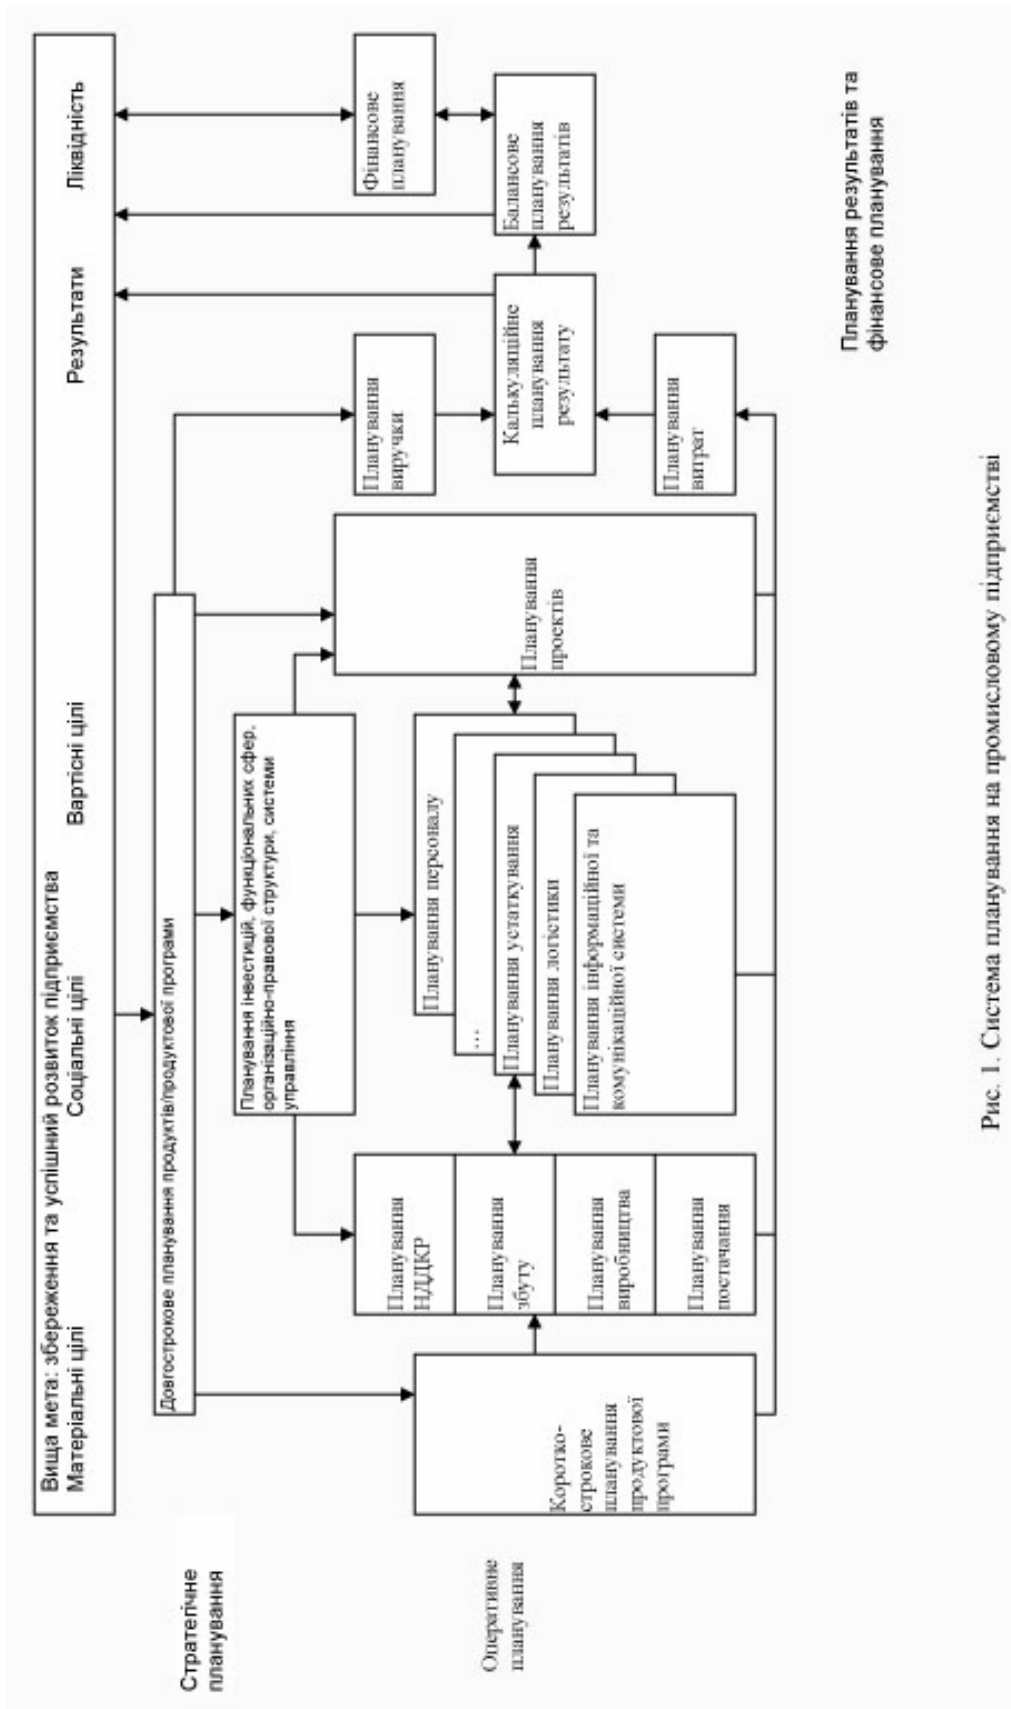 Вища мета: збереження та успішний розвиток підприємства
Матеріальні цілі Соціальні цілі Вартісні цілі Результати Ліквідність
Стратегічне
планування
Довгострокове планування продуктів/продуктової програми
Планування інвестицій, функціональних сфер,
організаційно-правової структури, системи
управління
Оперативне
планування
Коротко-
строкове
планування
продуктової
програми
Планування
НДДКР
Планування
збуту
Планування
виробництва
Планування
постачання
Планування персоналу
...
Планування устаткування
Планування логістики
Планування інформаційної та
комунікаційної системи
Планування
проектів
Планування
виручки
Калькуляційне
планування
результату
Планування
витрат
Фінансове
планування
Балансове
планування
результатів
Планування результатів та
фінансове планування
Рис. 1. Система планування на промисловому підприємстві